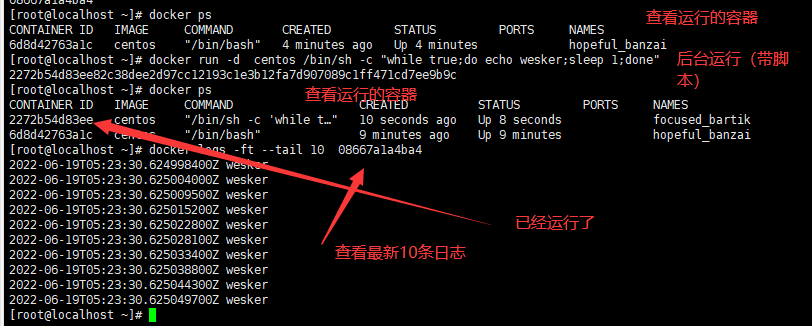 08667a1a4ba4
[root@localhost ~]# docker ps
查看运行的容器
CONTAINER ID   IMAGE     COMMAND       CREATED         STATUS         PORTS     NAMES
6d8d42763a1c   centos    "/bin/bash"   4 minutes ago   Up 4 minutes             hopeful_banzai
[root@localhost ~]# docker run -d  centos /bin/sh -c "while true;do echo wesker;sleep 1;done"
后台运行（带脚
本）
2272b54d83ee82c38dee2d97cc12193c1e3b12fa7d907089c1ff471cd7ee9b9c
[root@localhost ~]# docker ps
查看运行的容器
CONTAINER ID   IMAGE     COMMAND                  CREATED          STATUS         PORTS     NAMES
2272b54d83ee   centos    "/bin/sh -c 'while t…"   10 seconds ago   Up 8 seconds             focused_bartik
6d8d42763a1c   centos    "/bin/bash"              9 minutes ago    Up 9 minutes             hopeful_banzai
[root@localhost ~]# docker logs -ft --tail 10  08667a1a4ba4
2022-06-19T05:23:30.624998400Z wesker
2022-06-19T05:23:30.625004000Z wesker
2022-06-19T05:23:30.625009500Z wesker
2022-06-19T05:23:30.625015200Z wesker
2022-06-19T05:23:30.625022800Z wesker
已经运行了
2022-06-19T05:23:30.625028100Z wesker
查看最新10条日志
2022-06-19T05:23:30.625033400Z wesker
2022-06-19T05:23:30.625038800Z wesker
2022-06-19T05:23:30.625044300Z wesker
2022-06-19T05:23:30.625049700Z wesker
[root@localhost ~]#